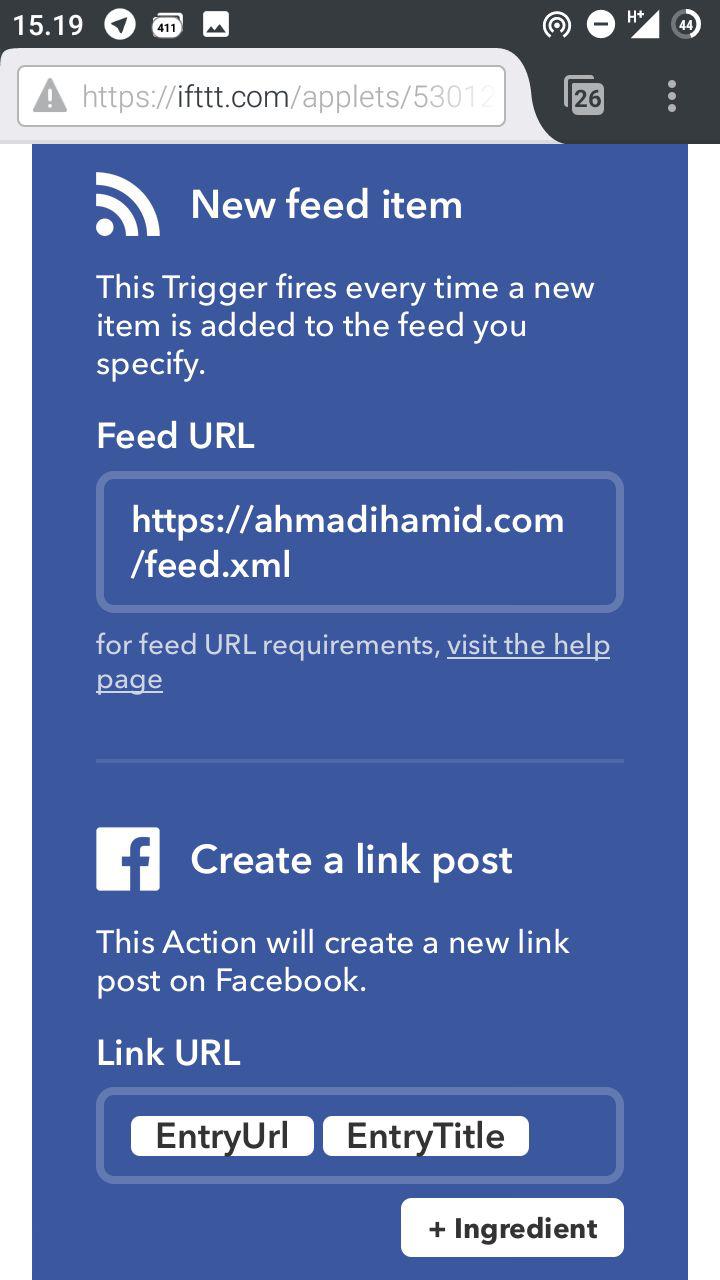 15.19 411 H+ 44
https://ifttt.com/applets/53012
26
New feed item
This Trigger fires every time a new
item is added to the feed you
specify.
Feed URL
https://ahmadihamid.com
/feed.xml
for feed URL requirements, visit the help
page
Create a link post
This Action will create a new link
post on Facebook.
Link URL
EntryUrl EntryTitle
+ Ingredient